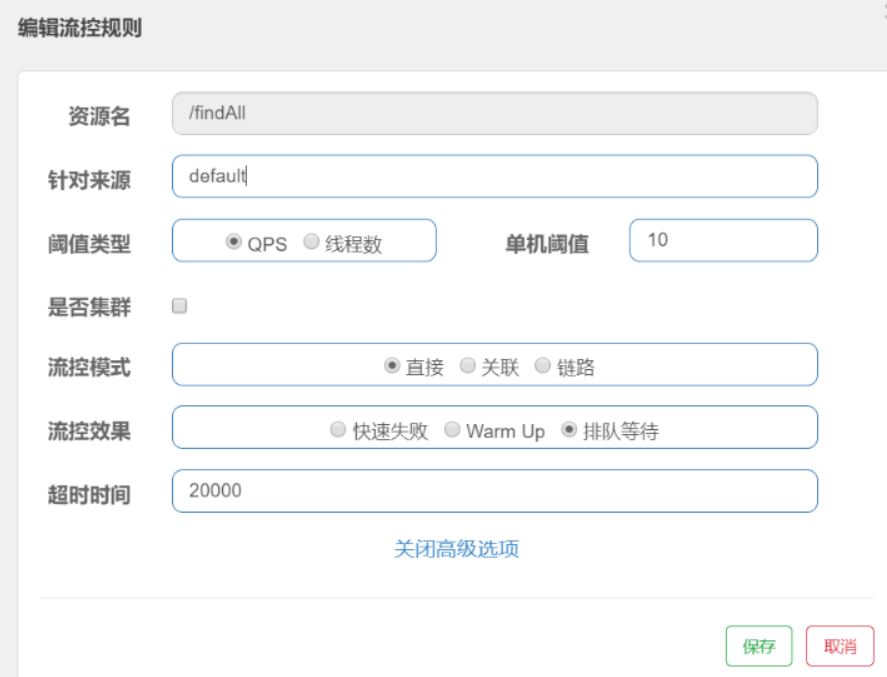 编辑流控规则
资源名 /findAll
针对来源 default
阈值类型 QPS 线程数 单机阈值 10
是否集群
流控模式 直接 关联 链路
流控效果 快速失败 Warm Up 排队等待
超时时间 20000
关闭高级选项
保存 取消